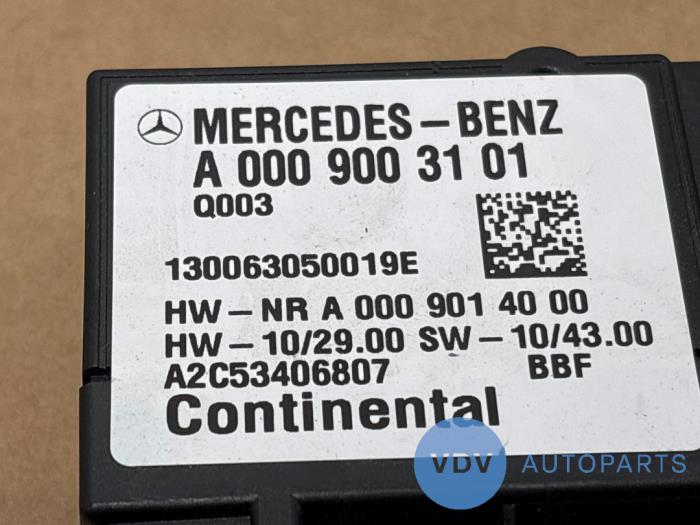 MERCEDES-BENZ
A 000 900 31 01
Q003
130063050019E
HW-NR A 000 901 40 00
HW-10/29.00 SW-10/43.00
A2C53406807 BBF
Continental
VDV AUTOPARTS